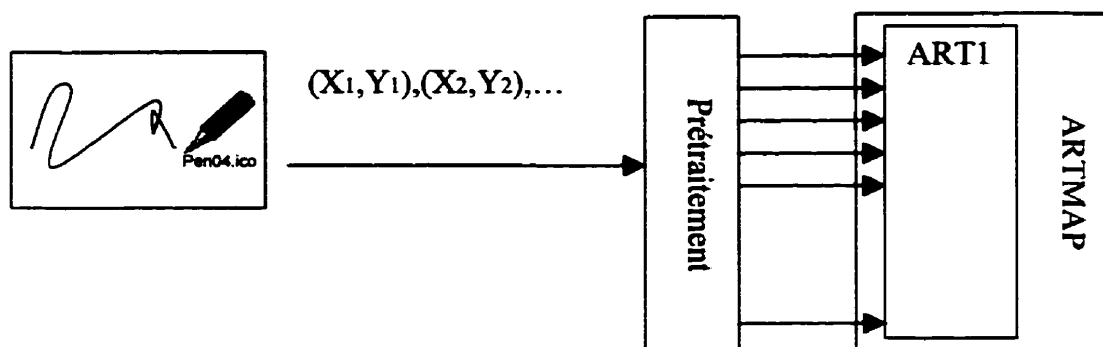 (X1,Y1),(X2,Y2),...
Pen04.ico
Prétraitement
ART1
ARTMAP